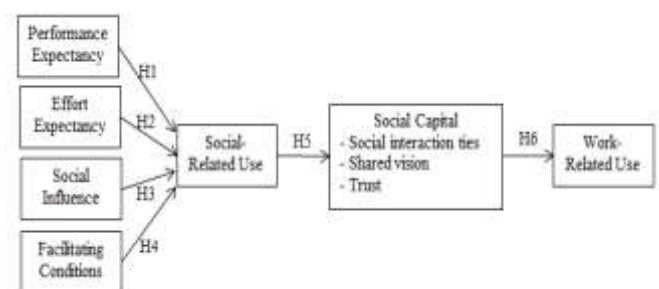 Performance
Expectancy
H1
Effort
Expectancy
H2
Social
Influence
H3
Facilitating
Conditions
H4
Social-
Related Use
H5
Social Capital
- Social interaction ties
- Shared vision
- Trust
H6
Work-
Related Use